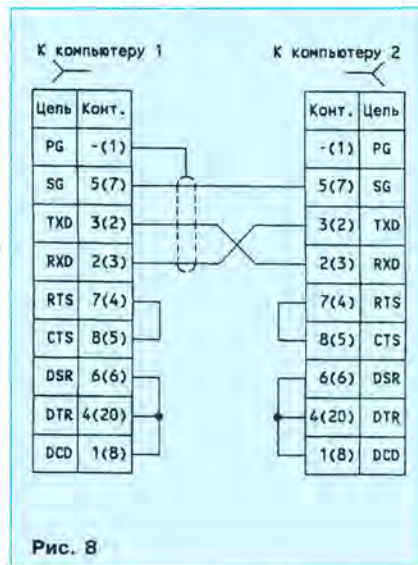 К компьютеру 1 К компьютеру 2
Цепь Конт. Конт. Цепь
PG -(1) -(1) PG
SG 5(7) 5(7) SG
TXD 3(2) 3(2) TXD
RXD 2(3) 2(3) RXD
RTS 7(4) 7(4) RTS
CTS 8(5) 8(5) CTS
DSR 6(6) 6(6) DSR
DTR 4(20) 4(20) DTR
DCD 1(8) 1(8) DCD
Рис. 8